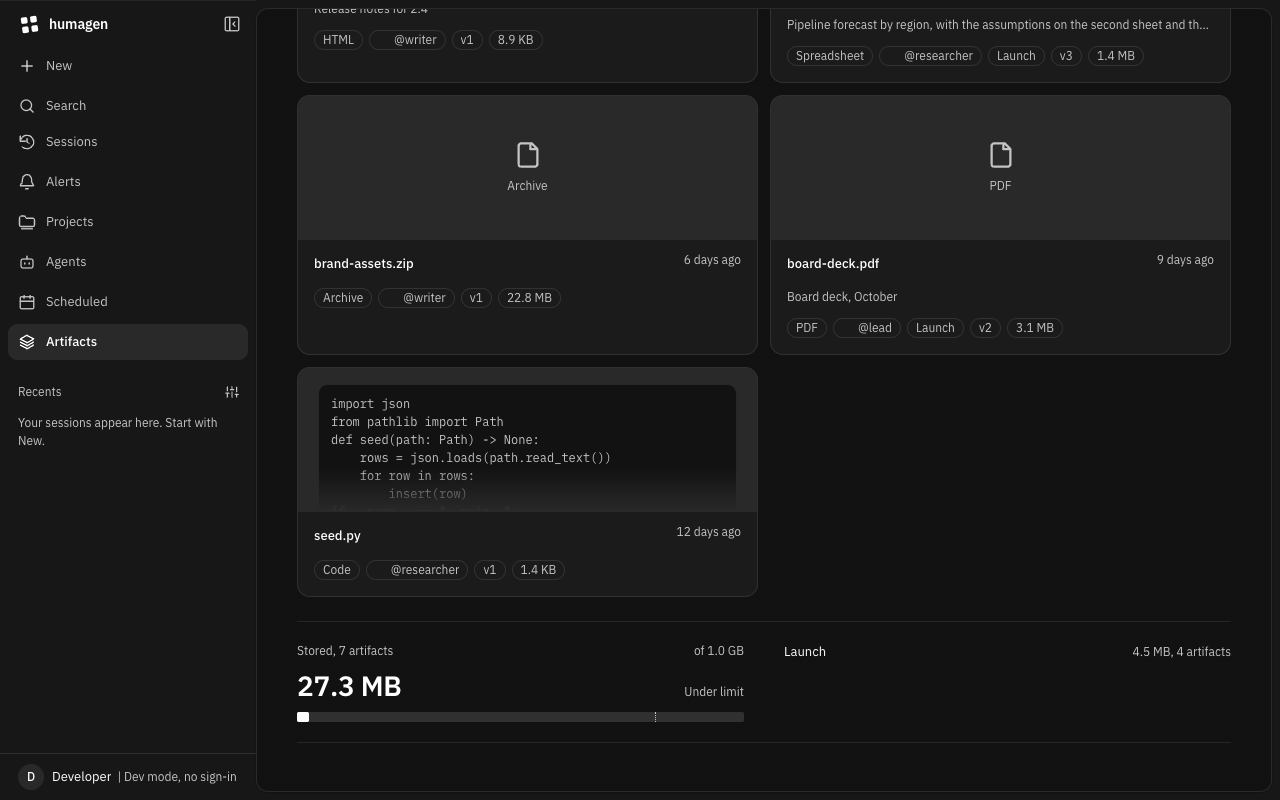 humagen
New
Search
Sessions
Alerts
Projects
Agents
Scheduled
Artifacts
Recents
Your sessions appear here. Start with
New.
Developer | Dev mode, no sign-in
Release notes for 2.4
HTML @writer v1 8.9 KB
Pipeline forecast by region, with the assumptions on the second sheet and th...
Spreadsheet @researcher Launch v3 1.4 MB
Archive
brand-assets.zip 6 days ago
Archive @writer v1 22.8 MB
PDF
board-deck.pdf 9 days ago
Board deck, October
PDF @lead Launch v2 3.1 MB
import json
from pathlib import Path
def seed(path: Path) -> None:
    rows = json.loads(path.read_text())
    for row in rows:
        insert(row)
seed.py 12 days ago
Code @researcher v1 1.4 KB
Stored, 7 artifacts of 1.0 GB
27.3 MB Under limit
Launch 4.5 MB, 4 artifacts
D